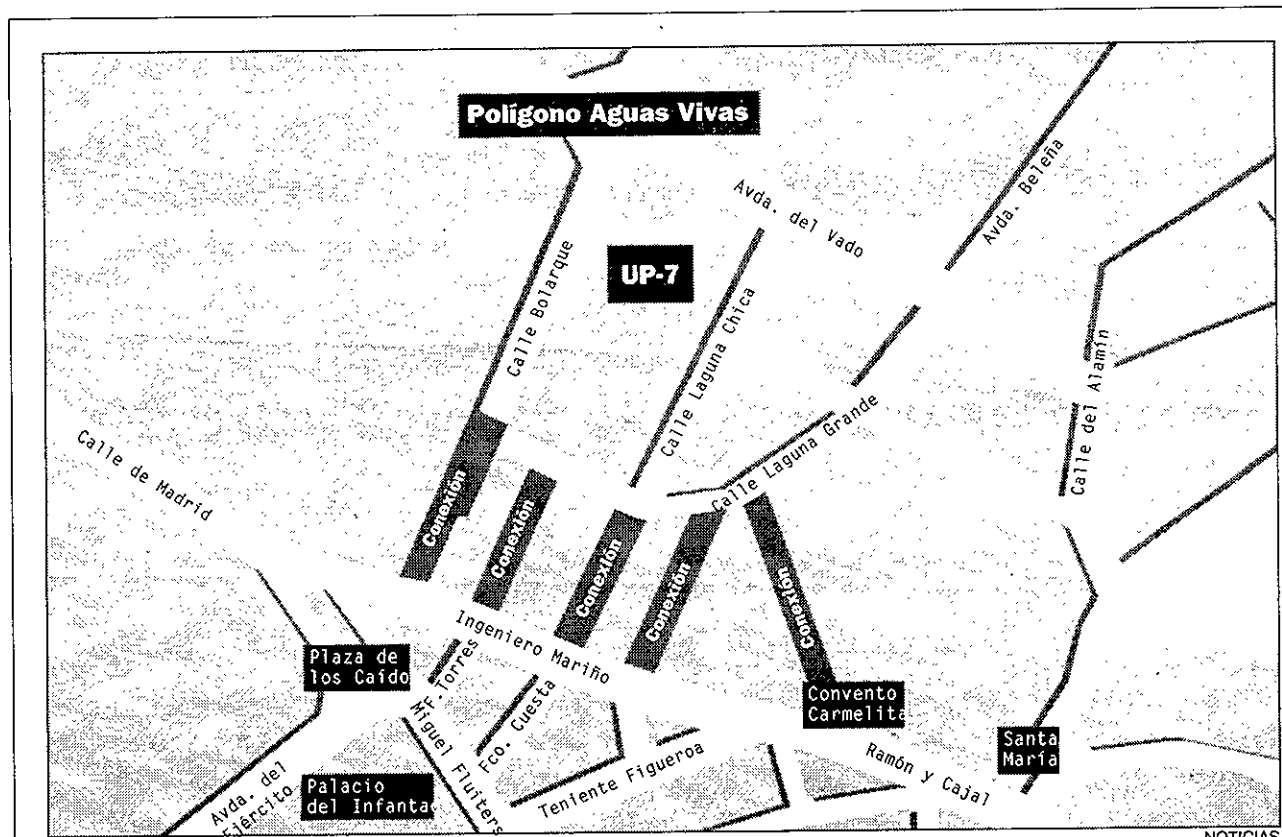 Polígono Aguas Vivas
Avda. Beleña
Avda. del Vado
UP-7
Calle Bolarque
Calle Laguna Chica
Calle del Alamín
Calle Laguna Grande
Calle de Madrid
Conexión
Conexión
Conexión
Conexión
Conexión
Ingeniero Mariño
Plaza de
los Caído
F. Torres
Miguel Fluiters
Fco. Cuesta
Convento
Carmelita
Santa
María
Ramón y Cajal
Teniente Figueroa
Avda. del
Ejército
Palacio
del Infanta
NOTICIAS